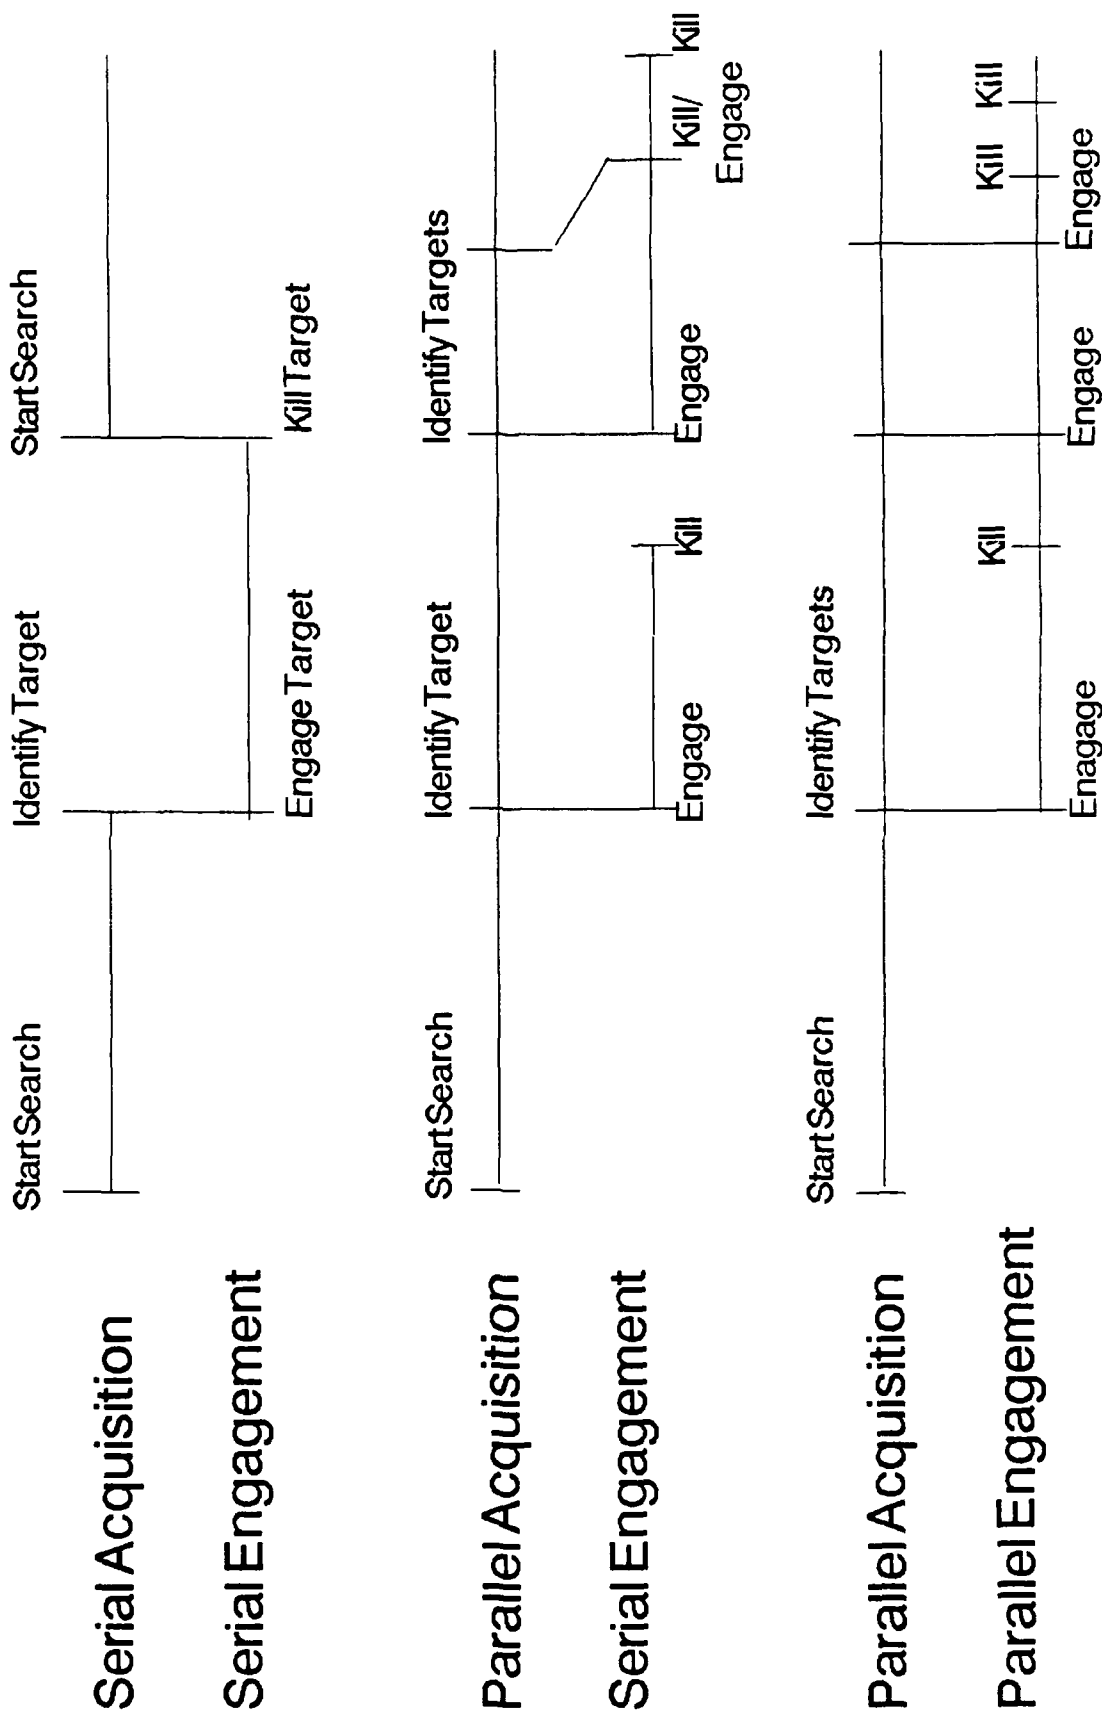 Serial Acquisition
Start Search
Identify Target
Start Search
Serial Engagement
Engage Target
Kill Target
Parallel Acquisition
Start Search
Identify Target
Identify Targets
Serial Engagement
Engage
Kill
Engage
Kill/
Engage
Kill
Parallel Acquisition
Start Search
Identify Targets
Parallel Engagement
Enagage
Kill
Engage
Kill
Engage
Kill